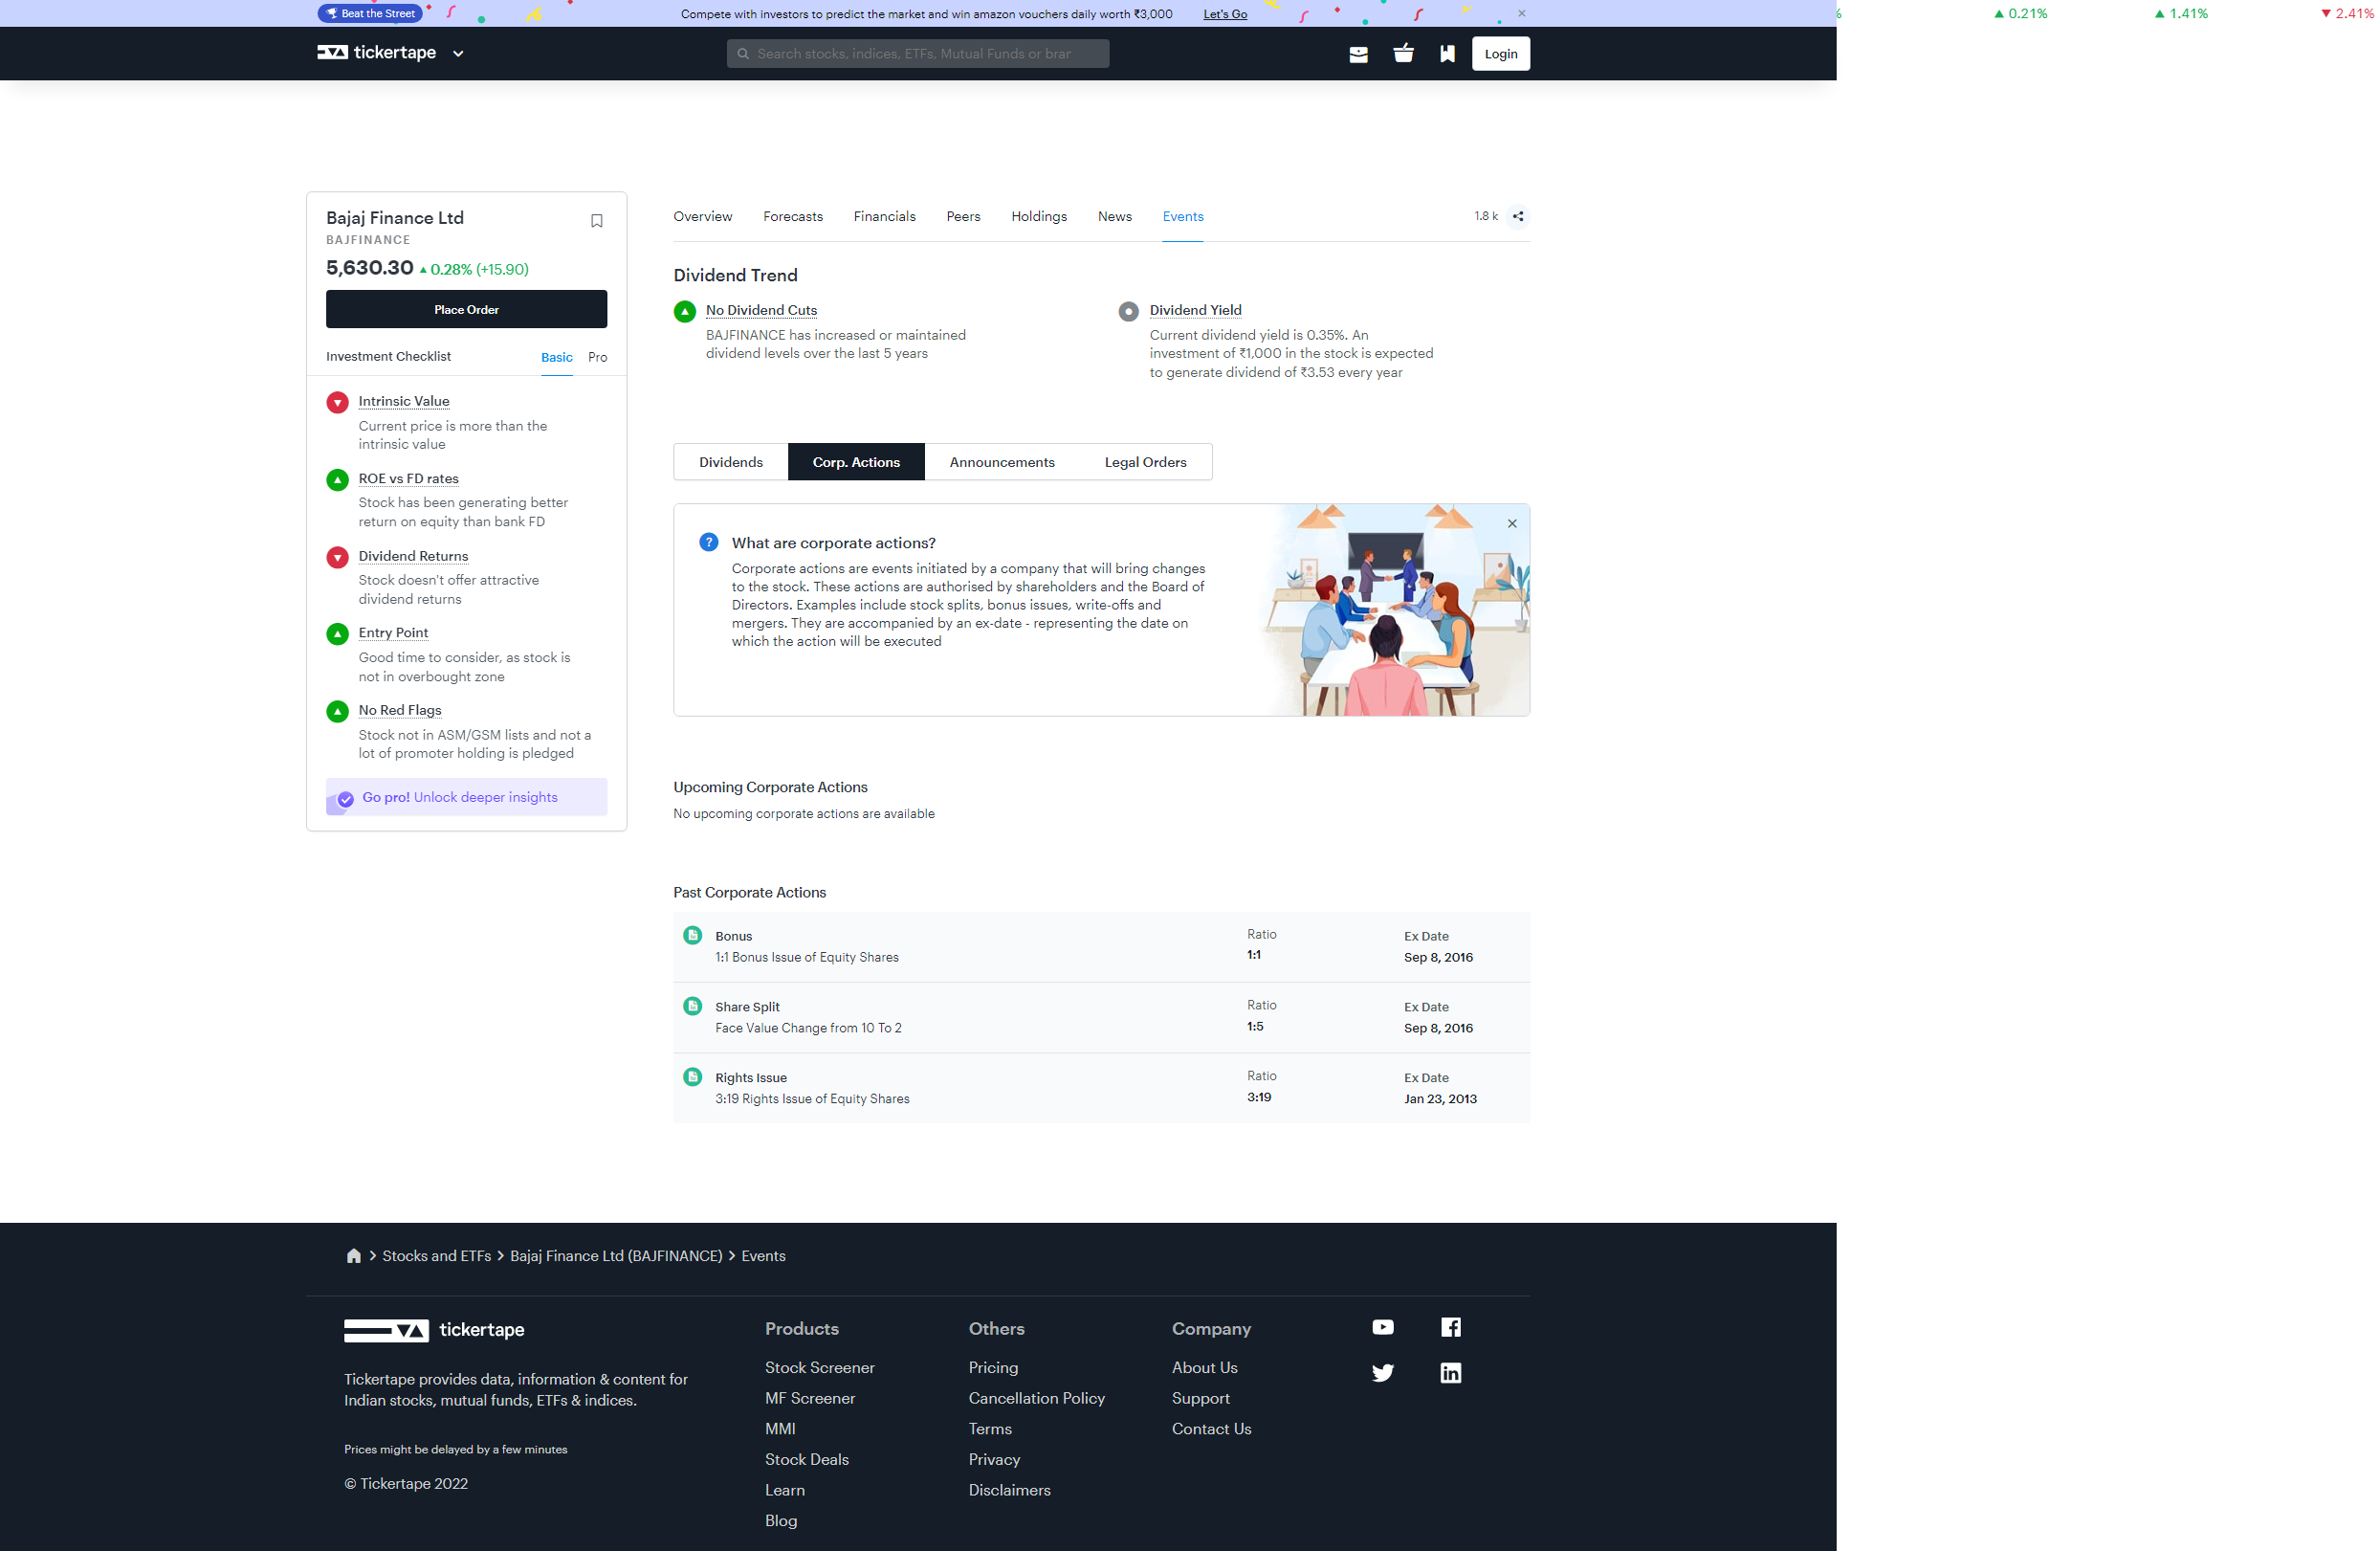 Beat the Street
Compete with investors to predict the market and win amazon vouchers daily worth ₹3,000 Let's Go
0.21% 1.41% 2.41%
tickertape
Search stocks, indices, ETFs, Mutual Funds or brar
Login
Bajaj Finance Ltd
BAJFINANCE
5,630.30 0.28% (+15.90)
Place Order
Investment Checklist Basic Pro
Intrinsic Value
Current price is more than the
intrinsic value
ROE vs FD rates
Stock has been generating better
return on equity than bank FD
Dividend Returns
Stock doesn't offer attractive
dividend returns
Entry Point
Good time to consider, as stock is
not in overbought zone
No Red Flags
Stock not in ASM/GSM lists and not a
lot of promoter holding is pledged
Go pro! Unlock deeper insights
Overview Forecasts Financials Peers Holdings News Events 1.8 k
Dividend Trend
No Dividend Cuts
BAJFINANCE has increased or maintained
dividend levels over the last 5 years
Dividend Yield
Current dividend yield is 0.35%. An
investment of ₹1,000 in the stock is expected
to generate dividend of ₹3.53 every year
Dividends Corp. Actions Announcements Legal Orders
What are corporate actions?
Corporate actions are events initiated by a company that will bring changes
to the stock. These actions are authorised by shareholders and the Board of
Directors. Examples include stock splits, bonus issues, write-offs and
mergers. They are accompanied by an ex-date - representing the date on
which the action will be executed
Upcoming Corporate Actions
No upcoming corporate actions are available
Past Corporate Actions
Bonus Ratio Ex Date
1:1 Bonus Issue of Equity Shares 1:1 Sep 8, 2016
Share Split Ratio Ex Date
Face Value Change from 10 To 2 1:5 Sep 8, 2016
Rights Issue Ratio Ex Date
3:19 Rights Issue of Equity Shares 3:19 Jan 23, 2013
Stocks and ETFs Bajaj Finance Ltd (BAJFINANCE) Events
tickertape
Tickertape provides data, information & content for
Indian stocks, mutual funds, ETFs & indices.
Prices might be delayed by a few minutes
© Tickertape 2022
Products
Stock Screener
MF Screener
MMI
Stock Deals
Learn
Blog
Others
Pricing
Cancellation Policy
Terms
Privacy
Disclaimers
Company
About Us
Support
Contact Us